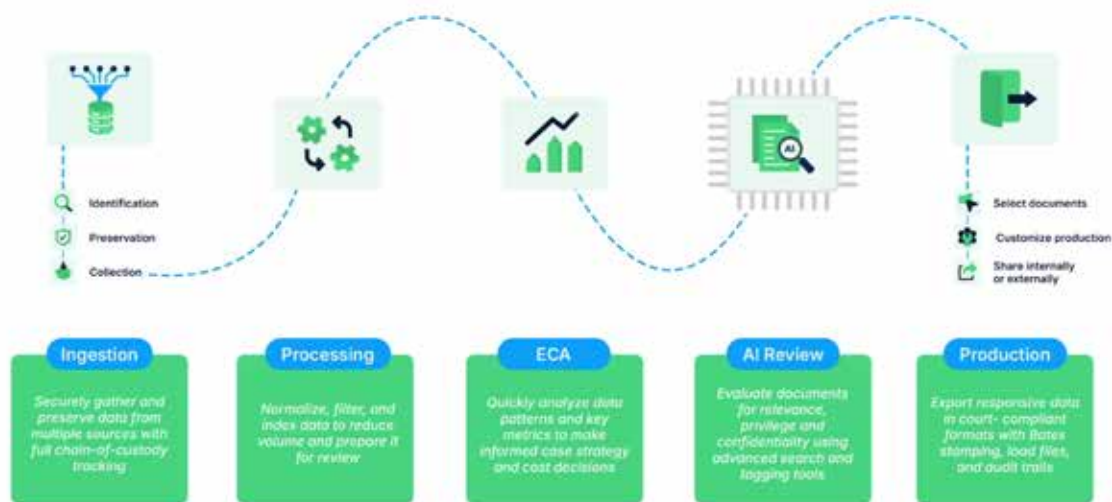 Identification
Preservation
Collection
AI
Select documents
Customize production
Share internally
or externally
Ingestion
Securely gather and
preserve data from
multiple sources with
full chain-of-custody
tracking
Processing
Normalize, filter, and
index data to reduce
volume and prepare it
for review
ECA
Quickly analyze data
patterns and key
metrics to make
informed case strategy
and cost decisions
AI Review
Evaluate documents
for relevance,
privilege and
confidentiality using
advanced search and
tagging tools
Production
Export responsive data
in court- compliant
formats with Bates
stamping, load files,
and audit trails